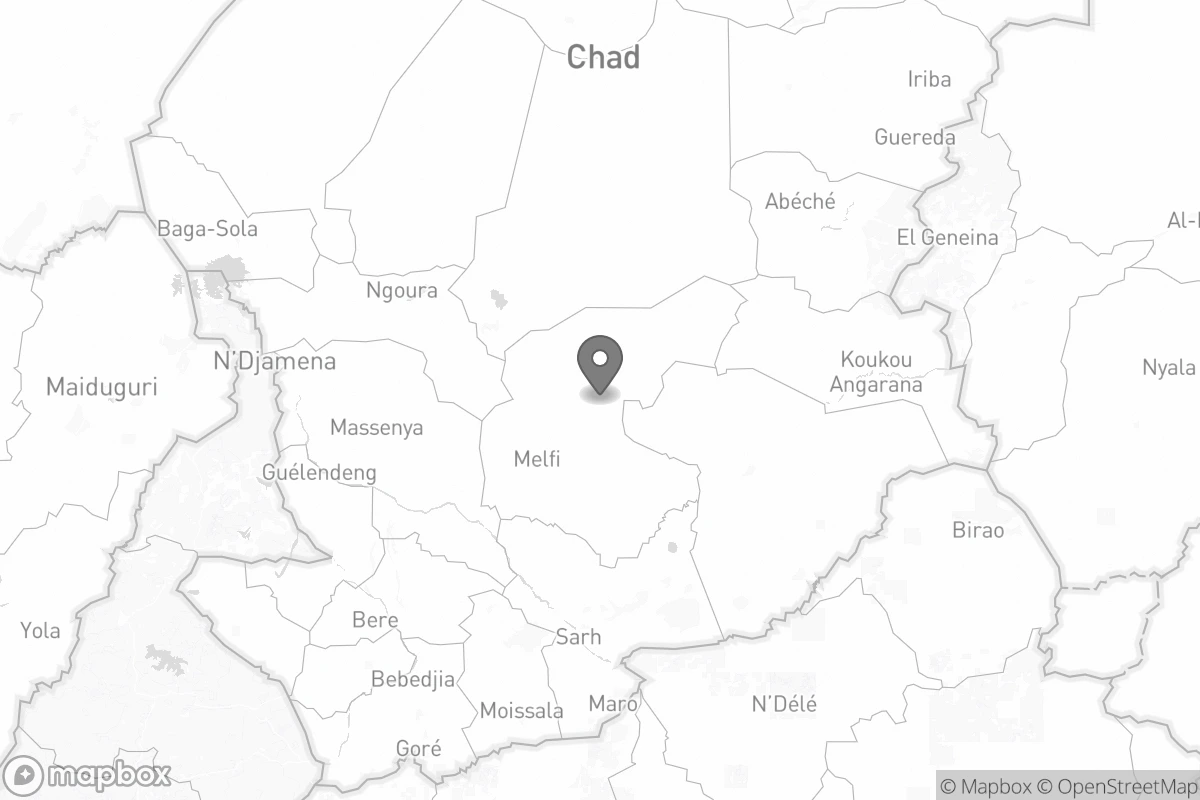 Chad
Iriba
Guereda
Abéché
Al-
Baga-Sola
El Geneina
Ngoura
N'Djamena
Koukou
Angarana
Nyala
Maiduguri
Massenya
Melfi
Guélendeng
Birao
Bere
Yola
Sarh
Bebedjia
Moissala
Maro
N'Délé
Goré
mapbox
© Mapbox © OpenStreetMap